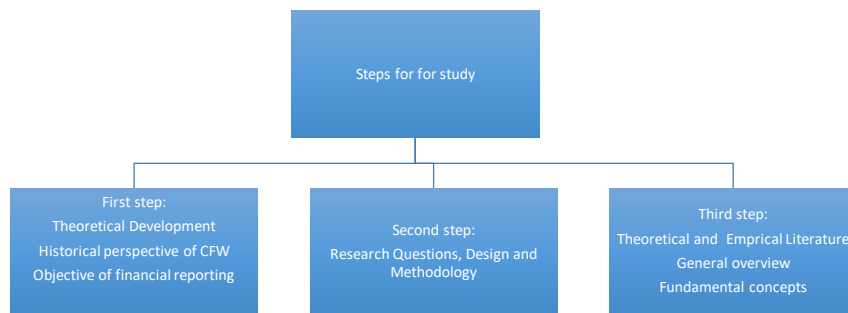 Steps for for study
First step:
Theoretical Development
Historical perspective of CFW
Objective of financial reporting
Second step:
Research Questions, Design and
Methodology
Third step:
Theoretical and Emprical Literature
General overview
Fundamental concepts